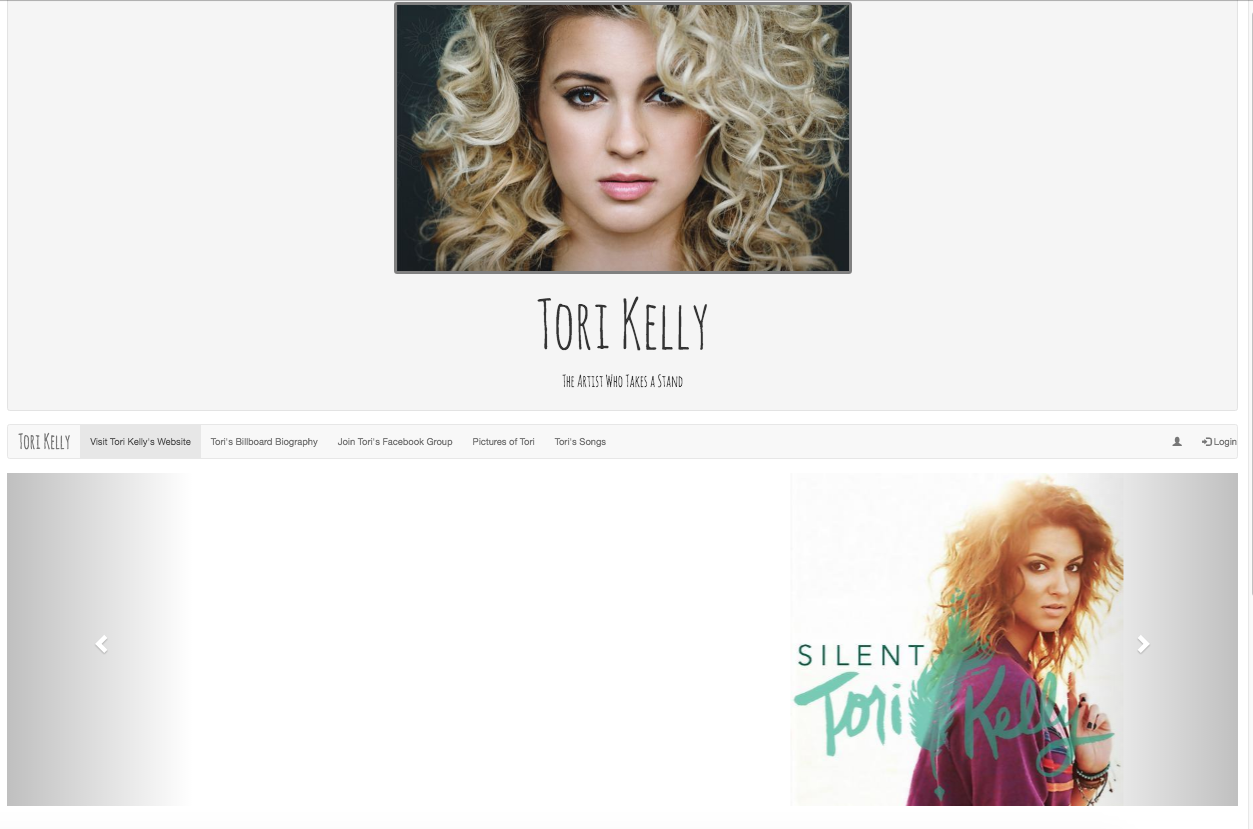 Tori Kelly
The Artist Who Takes a Stand
Tori Kelly Visit Tori Kelly's Website Tori's Billboard Biography Join Tori's Facebook Group Pictures of Tori Tori's Songs Login
SILENT
Tori Kelly